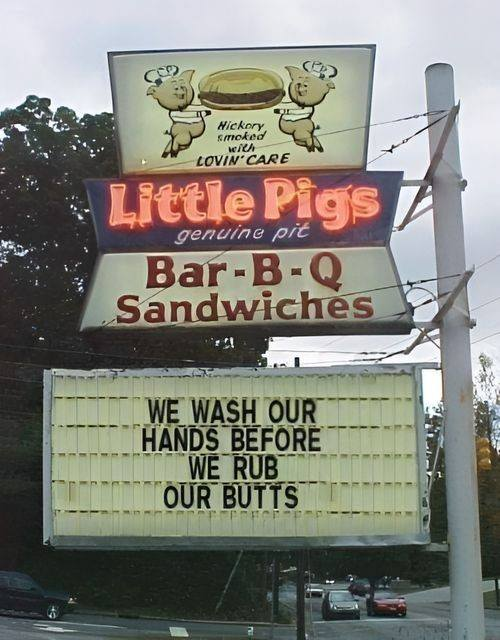 Hickory
smoked
with
LOVIN' CARE
Little Pigs
genuine pit
Bar-B-Q
Sandwiches
WE WASH OUR
HANDS BEFORE
WE RUB
OUR BUTTS